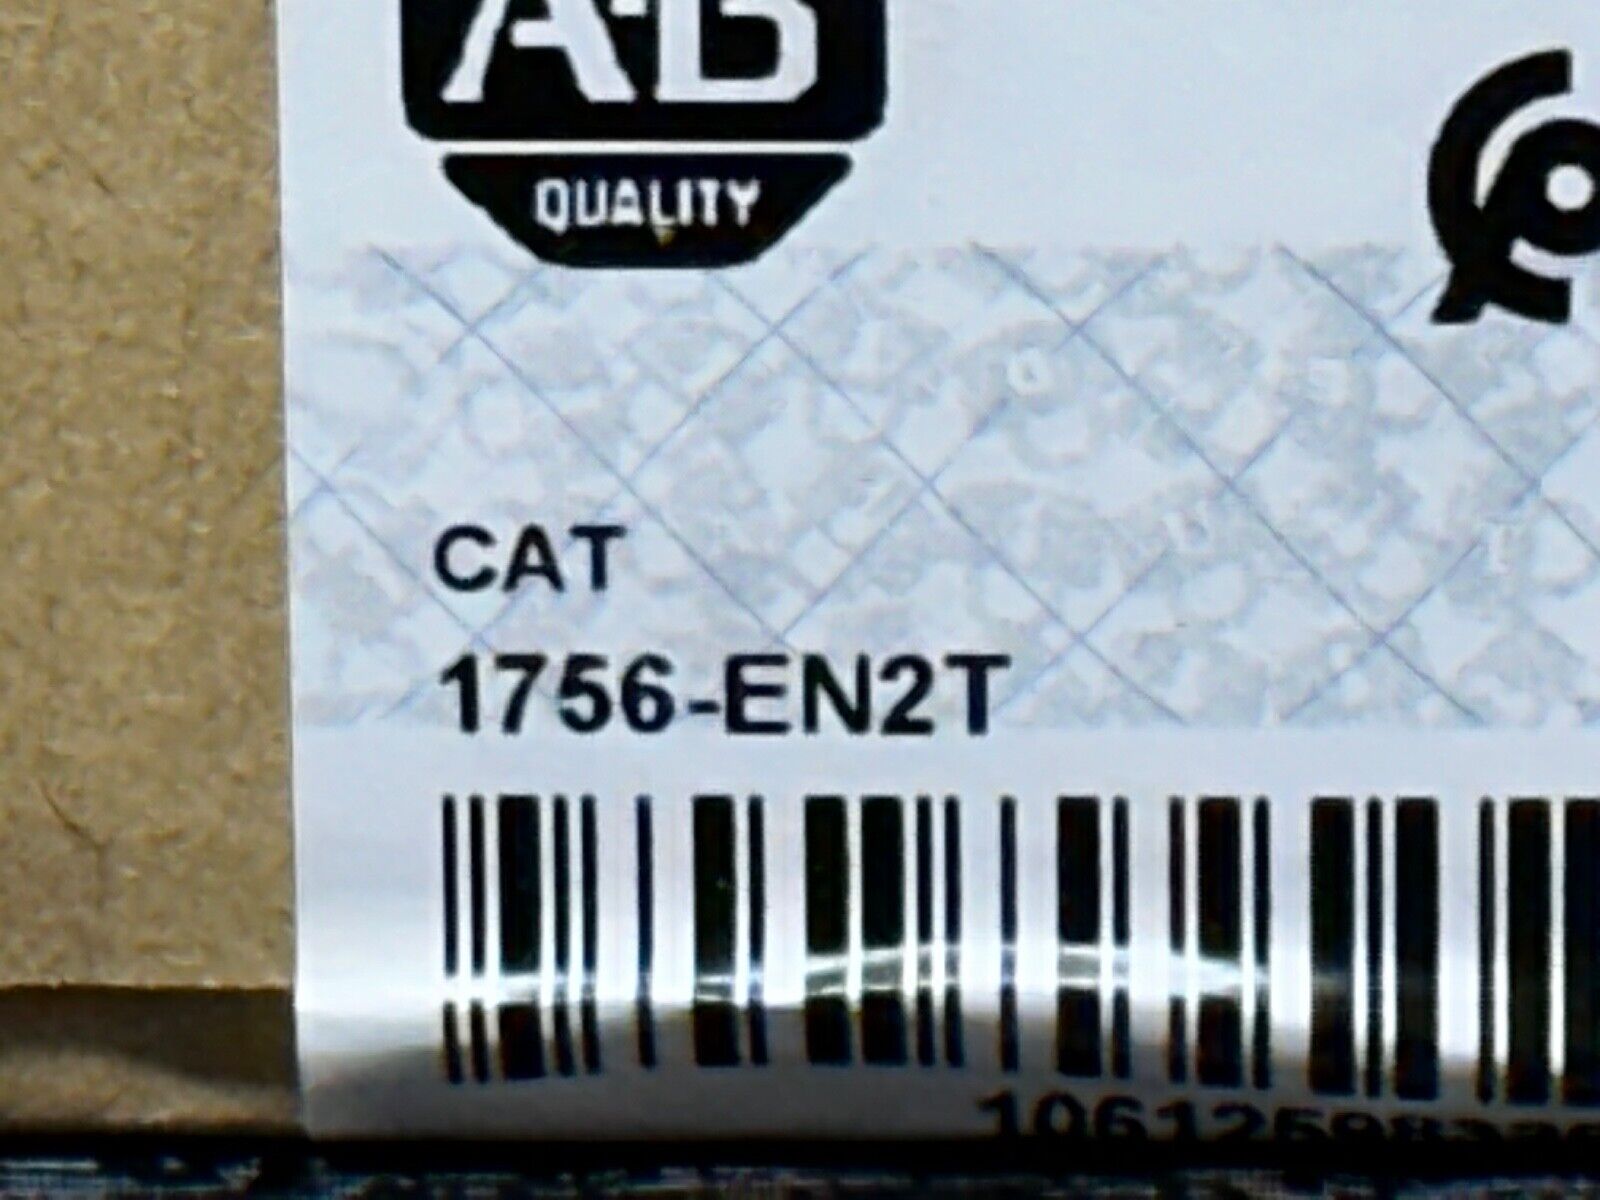 A-B
QUALITY
CAT
1756-EN2T